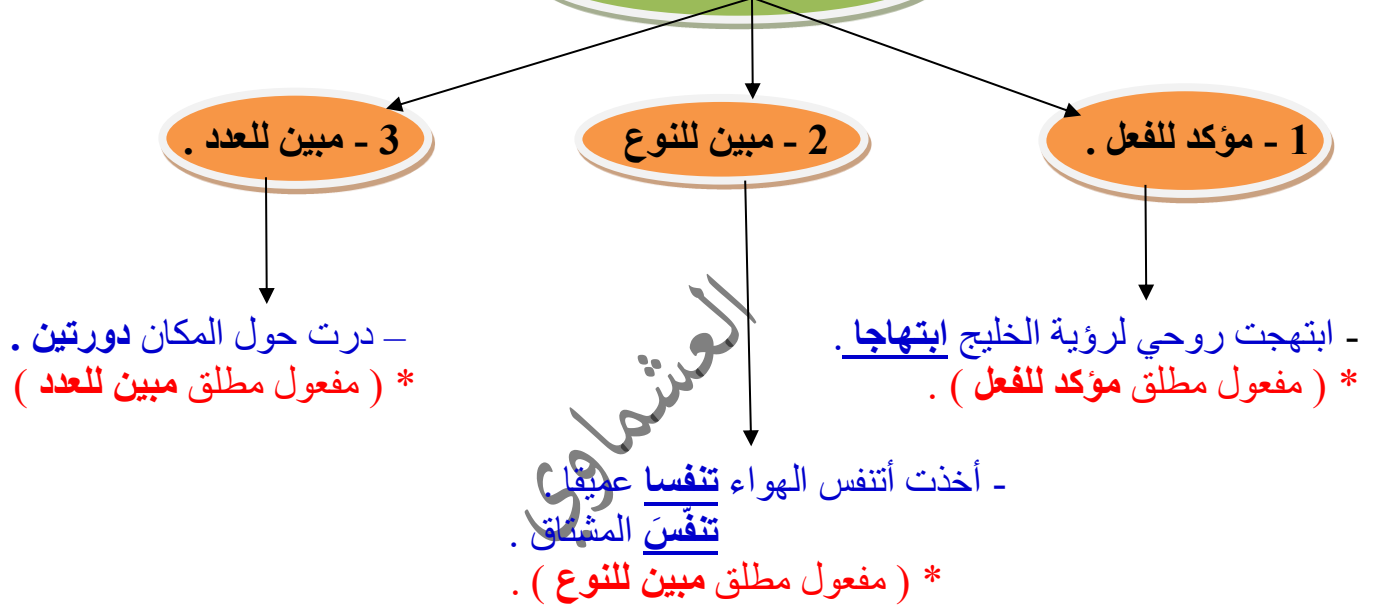 1 - مؤكد للفعل .
2 - مبين للنوع
3 - مبين للعدد .
- ابتهجت روحي لرؤية الخليج ابتهاجا .
* ( مفعول مطلق مؤكد للفعل ) .
– درت حول المكان دورتين .
* ( مفعول مطلق مبين للعدد )
- أخذت أتنفس الهواء تنفسا عميقا .
تنفّسَ المشتاق .
* ( مفعول مطلق مبين للنوع ) .
العشماوي